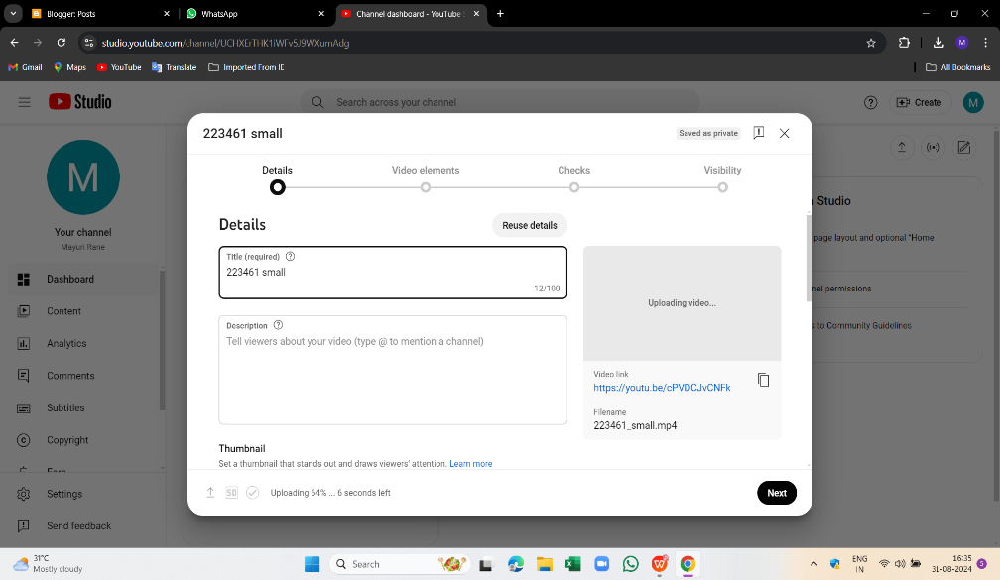 Blogger: Posts
WhatsApp
Channel dashboard - YouTube
studio.youtube.com/channel/UCHXErTHK1iWFv5J9WXumAdg
M
Gmail
Maps
YouTube
Translate
Imported From IE
All Bookmarks
Studio
Search across your channel
Create
M
M
Your channel
Mayuri Rane
Dashboard
Content
Analytics
Comments
Subtitles
Copyright
Earn
Settings
Send feedback
223461 small
Saved as private
Details
Video elements
Checks
Visibility
Details
Reuse details
Title (required)
223461 small
12/100
Description
Tell viewers about your video (type @ to mention a channel)
Uploading video...
Video link
https://youtu.be/cPVDCJvCNFk
Filename
223461_small.mp4
Thumbnail
Set a thumbnail that stands out and draws viewers' attention. Learn more
SD
Uploading 64% ... 6 seconds left
Next
Studio
page layout and optional "Home
nel permissions
s to Community Guidelines
31°C
Mostly cloudy
Search
ENG
IN
16:35
31-08-2024
5